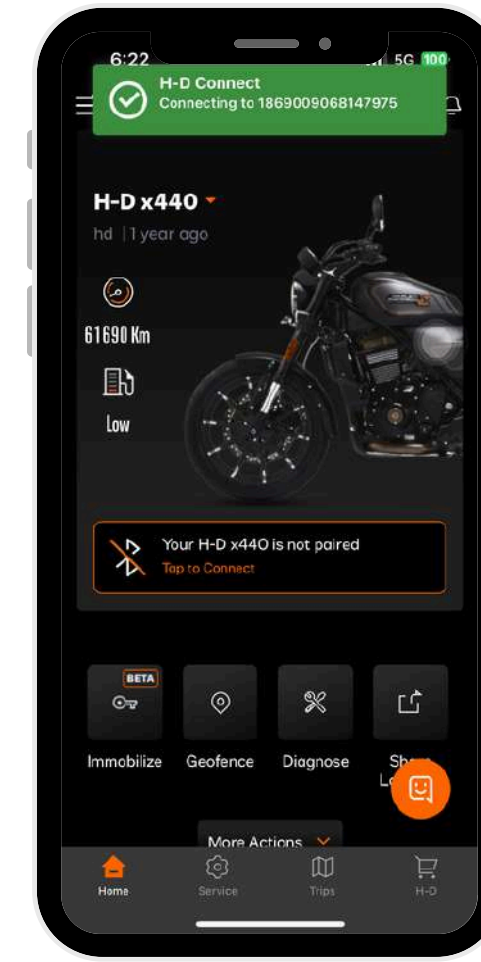 6:22
5G 100
H-D Connect
Connecting to 1869009068147975
H-D x440
hd | 1 year ago
61690 Km
Low
Your H-D x440 is not paired
Tap to Connect
BETA
Immobilize Geofence Diagnose
More Actions
Home Service Trips H-D